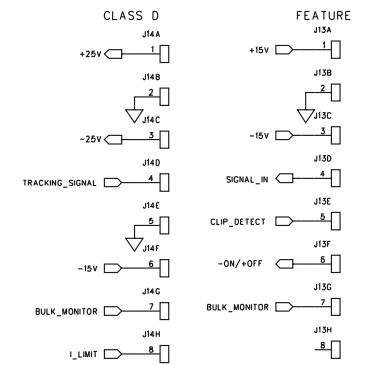 CLASS D FEATURE
J14A J13A
+25V 1 +15V 1
J14B J13B
2 2
J14C J13C
-25V 3 -15V 3
J14D J13D
TRACKING_SIGNAL 4 SIGNAL_IN 4
J14E J13E
5 CLIP_DETECT 5
J14F J13F
-15V 6 -ON/+OFF 6
J14G J13G
BULK_MONITOR 7 BULK_MONITOR 7
J14H J13H
I_LIMIT 8 8